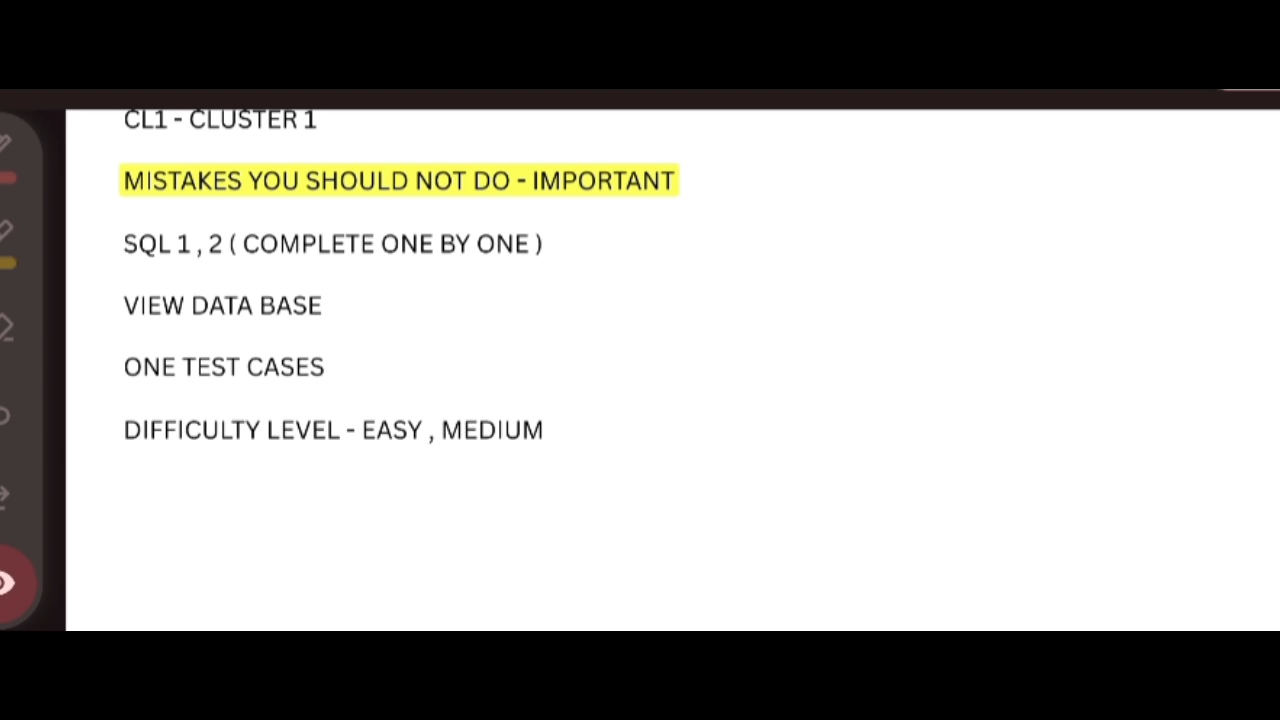 CL1 - CLUSTER 1
MISTAKES YOU SHOULD NOT DO - IMPORTANT
SQL 1 , 2 ( COMPLETE ONE BY ONE )
VIEW DATA BASE
ONE TEST CASES
DIFFICULTY LEVEL - EASY , MEDIUM